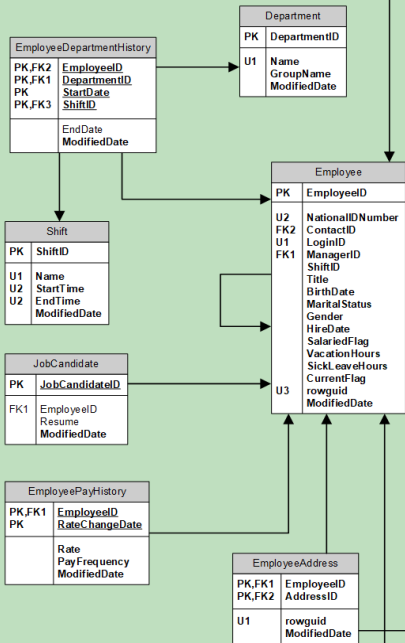 Department
PK DepartmentID
U1 Name
GroupName
ModifiedDate
EmployeeDepartmentHistory
PK,FK2 EmployeeID
PK,FK1 DepartmentID
PK StartDate
PK,FK3 ShiftID
EndDate
ModifiedDate
Employee
PK EmployeeID
U2 NationalIDNumber
FK2 ContactID
U1 LoginID
FK1 ManagerID
ShiftID
Title
BirthDate
MaritalStatus
Gender
HireDate
SalariedFlag
VacationHours
SickLeaveHours
CurrentFlag
U3 rowguid
ModifiedDate
Shift
PK ShiftID
U1 Name
U2 StartTime
U2 EndTime
ModifiedDate
JobCandidate
PK JobCandidateID
FK1 EmployeeID
Resume
ModifiedDate
EmployeePayHistory
PK,FK1 EmployeeID
PK RateChangeDate
Rate
PayFrequency
ModifiedDate
EmployeeAddress
PK,FK1 EmployeeID
PK,FK2 AddressID
U1 rowguid
ModifiedDate